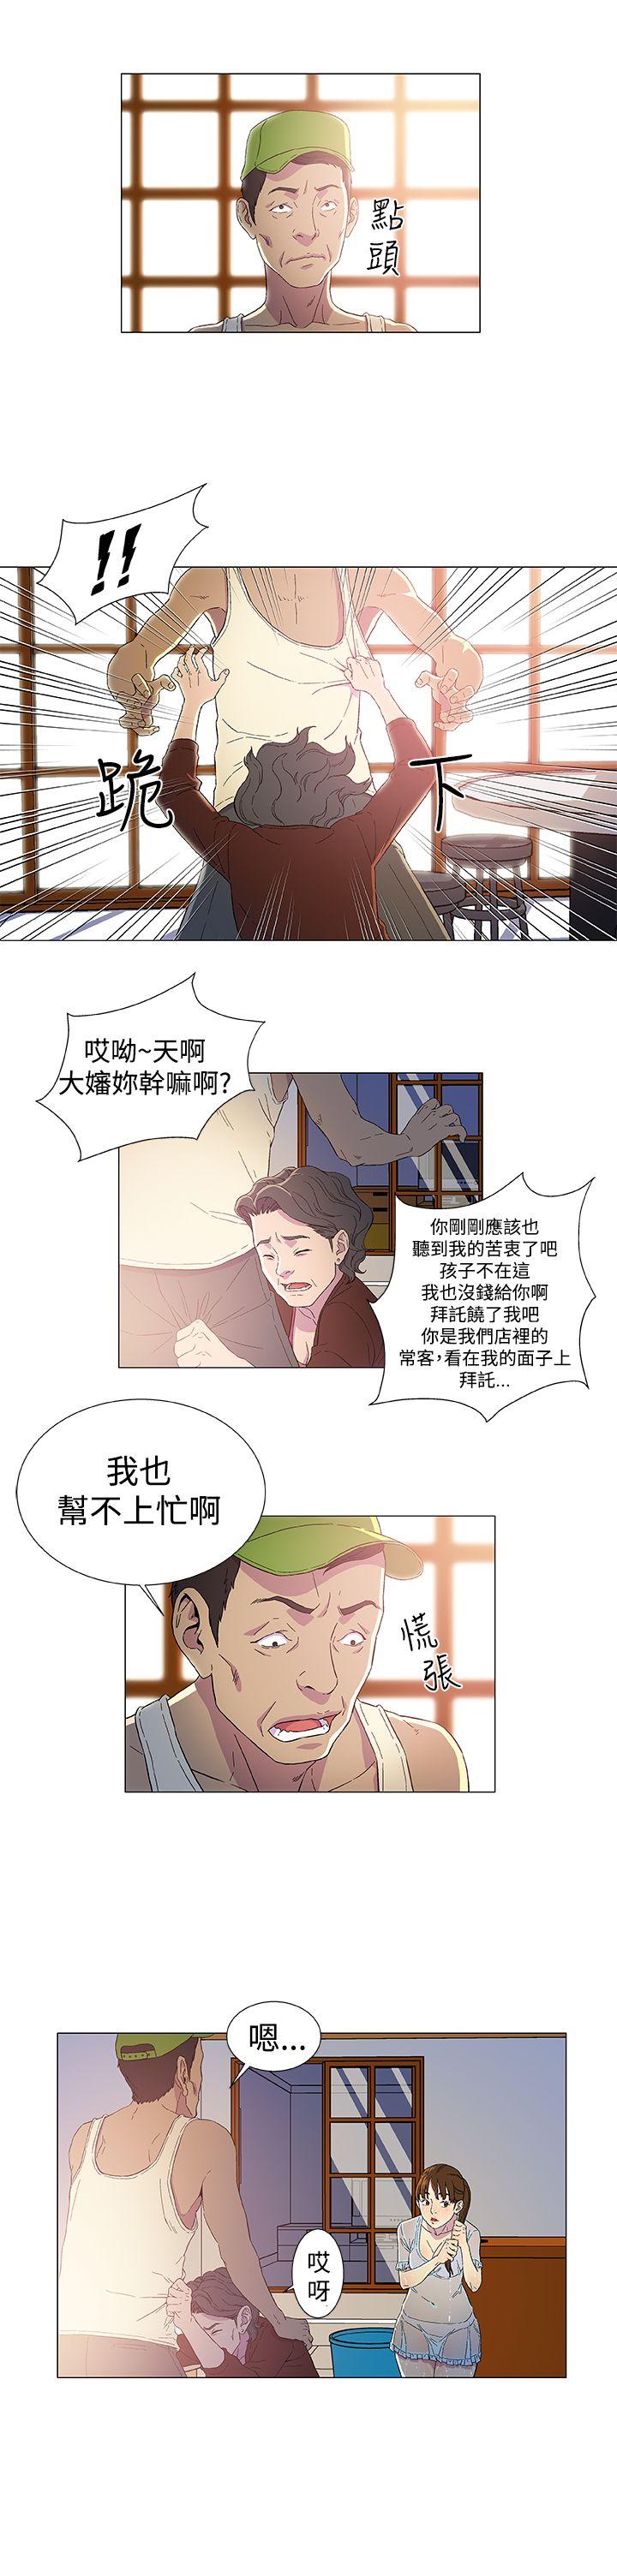 點
頭
!!
跪下
哎呦~天啊
大嬸妳幹嘛啊?
你剛剛應該也
聽到我的苦衷了吧
孩子不在這
我也沒錢給你啊
拜託饒了我吧
你是我們店裡的
常客,看在我的面子上
拜託...
我也
幫不上忙啊
慌
張
嗯...
哎
呀